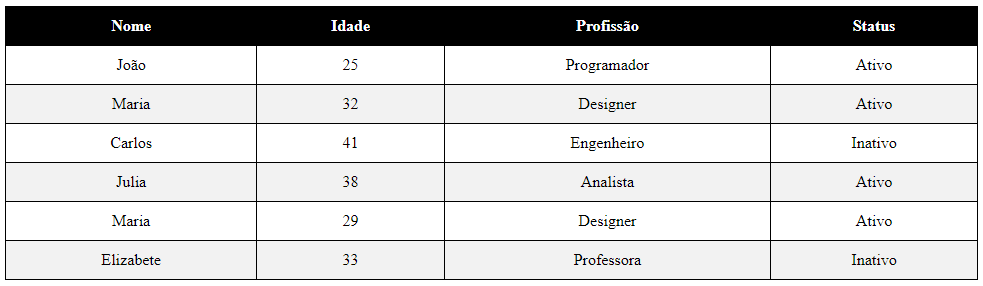 Nome Idade Profissão Status
João 25 Programador Ativo
Maria 32 Designer Ativo
Carlos 41 Engenheiro Inativo
Julia 38 Analista Ativo
Maria 29 Designer Ativo
Elizabete 33 Professora Inativo